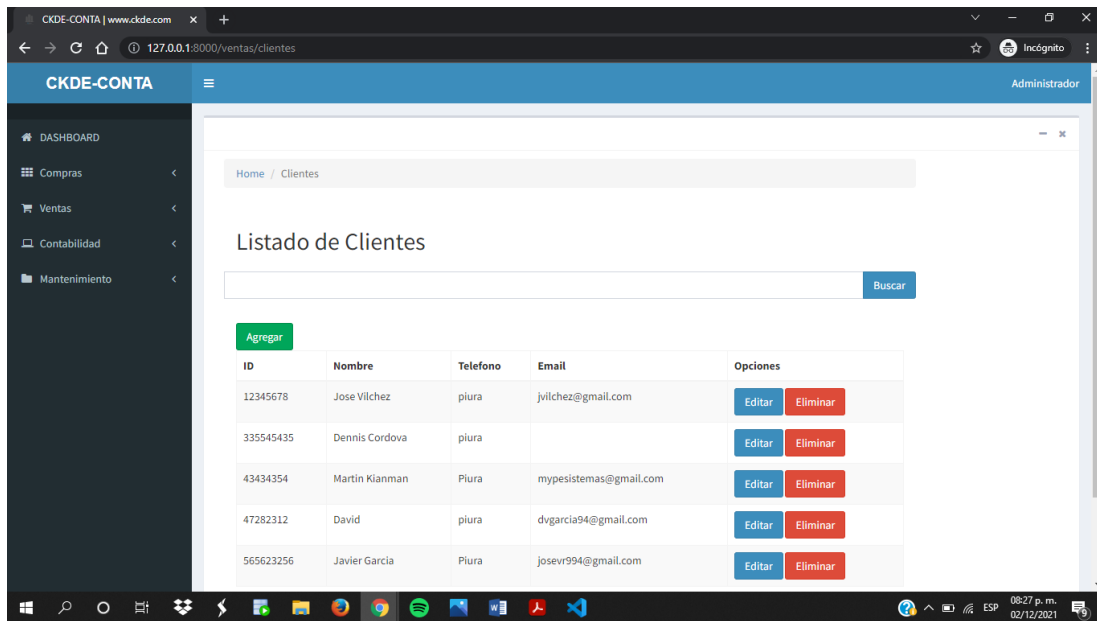 CKDE-CONTA | www.ckde.com
127.0.0.1:8000/ventas/clientes
Incógnito
CKDE-CONTA
Administrador
DASHBOARD
Compras
Ventas
Contabilidad
Mantenimiento
Home / Clientes
Listado de Clientes
Buscar
Agregar
ID Nombre Telefono Email Opciones
12345678 Jose Vilchez piura jvilchez@gmail.com Editar Eliminar
335545435 Dennis Cordova piura Editar Eliminar
43434354 Martin Kianman Piura mypesistemas@gmail.com Editar Eliminar
47282312 David piura dvgarcia94@gmail.com Editar Eliminar
565623256 Javier Garcia Piura josevr994@gmail.com Editar Eliminar
ESP
08:27 p. m.
02/12/2021
9